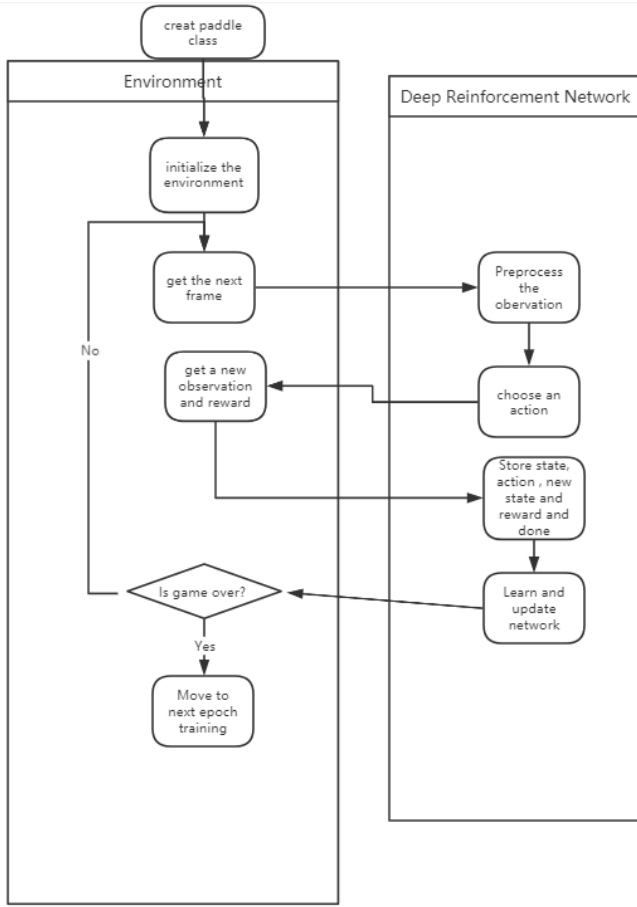 creat paddle
class
Environment
Deep Reinforcement Network
initialize the
environment
get the next
frame
Preprocess
the
obervation
No
get a new
observation
and reward
choose an
action
Store state,
action , new
state and
reward and
done
Is game over?
Learn and
update
network
Yes
Move to
next epoch
training